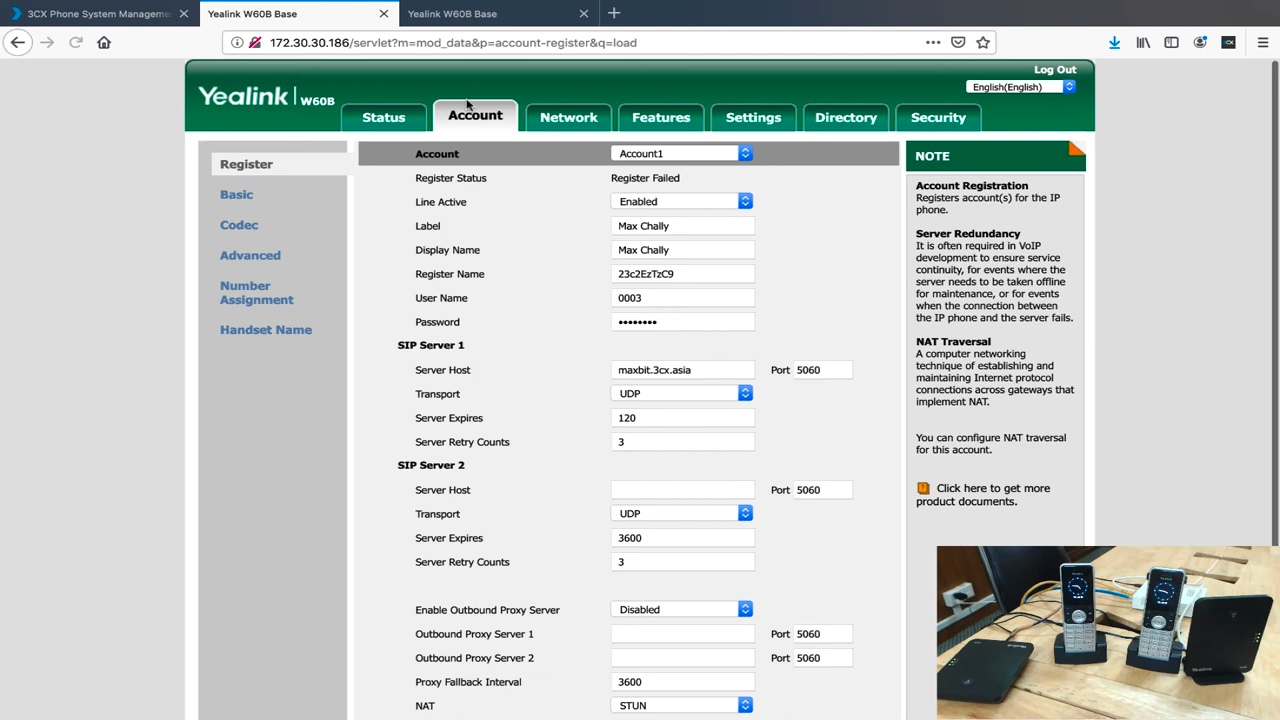 3CX Phone System Manageme
Yealink W60B Base
Yealink W60B Base
172.30.30.186/servlet?m=mod_data&p=account-register&q=load
Log Out
English(English)
Yealink W60B
Status
Account
Network
Features
Settings
Directory
Security
Register
Basic
Codec
Advanced
Number
Assignment
Handset Name
Account Account1
Register Status Register Failed
Line Active Enabled
Label Max Chally
Display Name Max Chally
Register Name 23c2EzTzC9
User Name 0003
Password ••••••••
SIP Server 1
Server Host maxbit.3cx.asia Port 5060
Transport UDP
Server Expires 120
Server Retry Counts 3
SIP Server 2
Server Host Port 5060
Transport UDP
Server Expires 3600
Server Retry Counts 3
Enable Outbound Proxy Server Disabled
Outbound Proxy Server 1 Port 5060
Outbound Proxy Server 2 Port 5060
Proxy Fallback Interval 3600
NAT STUN
NOTE
Account Registration
Registers account(s) for the IP
phone.
Server Redundancy
It is often required in VoIP
development to ensure service
continuity, for events where the
server needs to be taken offline
for maintenance, or for events
when the connection between
the IP phone and the server fails.
NAT Traversal
A computer networking
technique of establishing and
maintaining Internet protocol
connections across gateways that
implement NAT.
You can configure NAT traversal
for this account.
Click here to get more
product documents.
Yealink